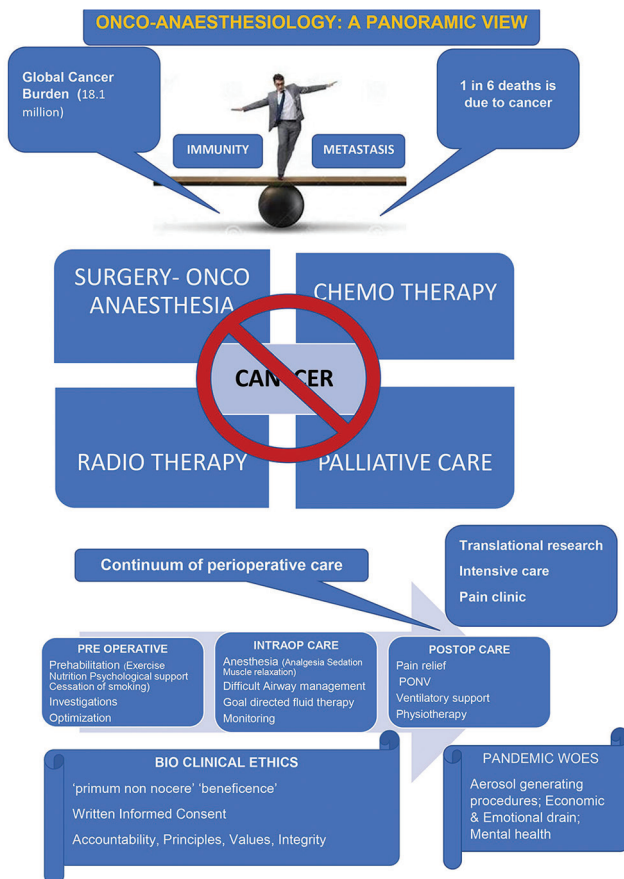 ONCO-ANAESTHESIOLOGY: A PANORAMIC VIEW
Global Cancer
Burden (18.1
million)
1 in 6 deaths is
due to cancer
IMMUNITY
METASTASIS
SURGERY- ONCO
ANAESTHESIA
CHEMO THERAPY
CANCER
RADIO THERAPY
PALLIATIVE CARE
Translational research
Intensive care
Pain clinic
Continuum of perioperative care
PRE OPERATIVE
Prehabilitation (Exercise
Nutrition Psychological support
Cessation of smoking)
Investigations
Optimization
INTRAOP CARE
Anesthesia (Analgesia Sedation
Muscle relaxation)
Difficult Airway management
Goal directed fluid therapy
Monitoring
POSTOP CARE
Pain relief
PONV
Ventilatory support
Physiotherapy
BIO CLINICAL ETHICS
'primum non nocere' 'beneficence'
Written Informed Consent
Accountability, Principles, Values, Integrity
PANDEMIC WOES
Aerosol generating
procedures; Economic
& Emotional drain;
Mental health